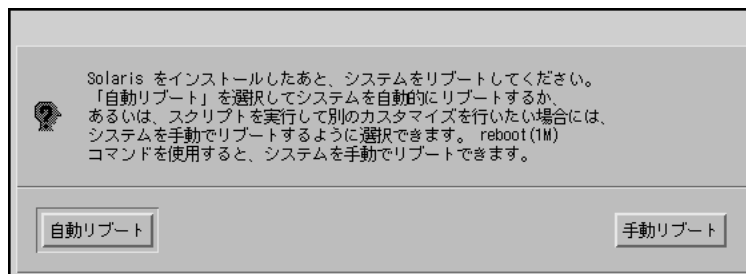 Solaris をインストールしたあと、システムをリブートしてください。
「自動リブート」を選択してシステムを自動的にリブートするか、
あるいは、スクリプトを実行して別のカスタマイズを行いたい場合には、
システムを手動でリブートするように選択できます。 reboot(1M)
コマンドを使用すると、システムを手動でリブートできます。
自動リブート
手動リブート